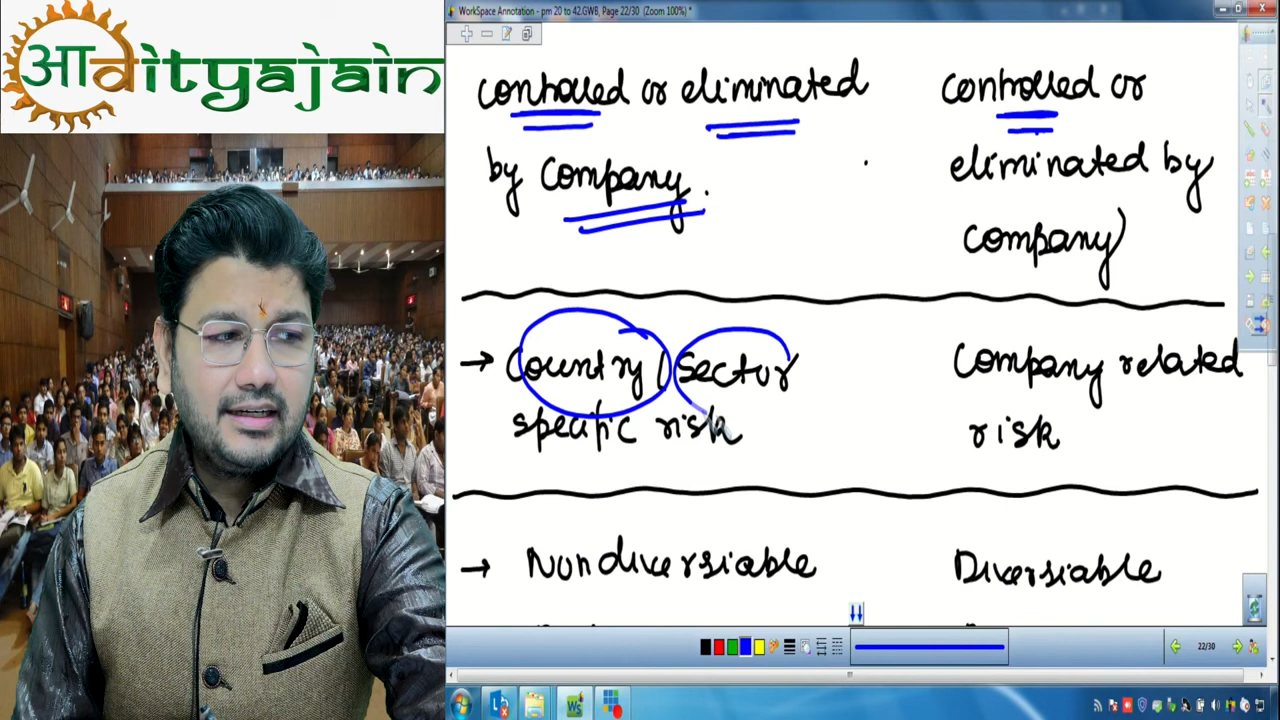 आdityajain
WorkSpace Annotation - pm 20 to 42.GWB, Page 22/30 (Zoom 100%) *
controlled or eliminated
by Company.
controlled or
eliminated by
company)
→ Country / Sector
specific risk
Company related
risk
→ Nondiversiable
Diversiable
22/30